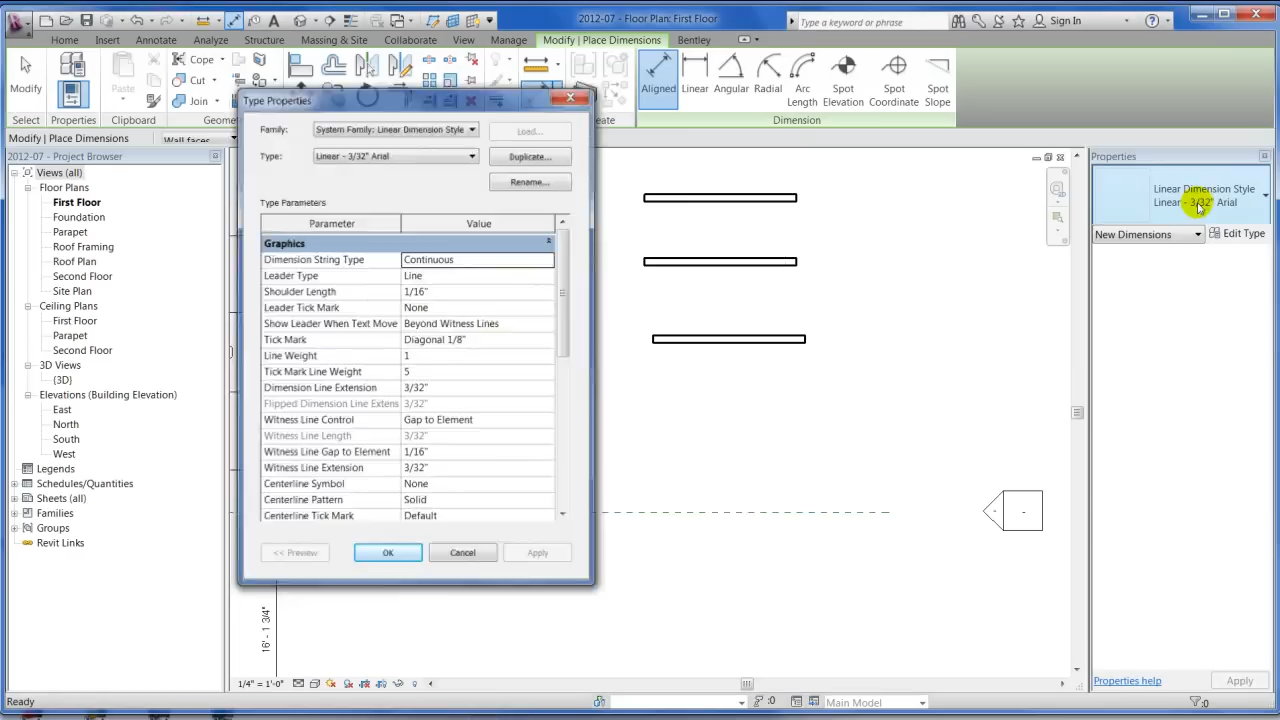 2012-07 - Floor Plan: First Floor
Type a keyword or phrase
Sign In
Home
Insert
Annotate
Analyze
Structure
Massing & Site
Collaborate
View
Manage
Modify | Place Dimensions
Bentley
Modify
Paste
Cope
Cut
Join
Aligned
Linear
Angular
Radial
Arc
Length
Spot
Elevation
Spot
Coordinate
Spot
Slope
Select
Properties
Clipboard
Dimension
Modify | Place Dimensions
Wall faces
2012-07 - Project Browser
Views (all)
Floor Plans
First Floor
Foundation
Parapet
Roof Framing
Roof Plan
Second Floor
Site Plan
Ceiling Plans
First Floor
Parapet
Second Floor
3D Views
{3D}
Elevations (Building Elevation)
East
North
South
West
Legends
Schedules/Quantities
Sheets (all)
Families
Groups
Revit Links
Type Properties
Family:
System Family: Linear Dimension Style
Load...
Type:
Linear - 3/32" Arial
Duplicate...
Rename...
Type Parameters
Parameter Value
Graphics
Dimension String Type Continuous
Leader Type Line
Shoulder Length 1/16"
Leader Tick Mark None
Show Leader When Text Move Beyond Witness Lines
Tick Mark Diagonal 1/8"
Line Weight 1
Tick Mark Line Weight 5
Dimension Line Extension 3/32"
Flipped Dimension Line Extens 3/32"
Witness Line Control Gap to Element
Witness Line Length 3/32"
Witness Line Gap to Element 1/16"
Witness Line Extension 3/32"
Centerline Symbol None
Centerline Pattern Solid
Centerline Tick Mark Default
<< Preview
OK
Cancel
Apply
16' - 1 3/4"
Properties
Linear Dimension Style
Linear - 3/32" Arial
New Dimensions
Edit Type
Properties help
Apply
1/4" = 1'-0"
Ready
:0
Main Model
:0